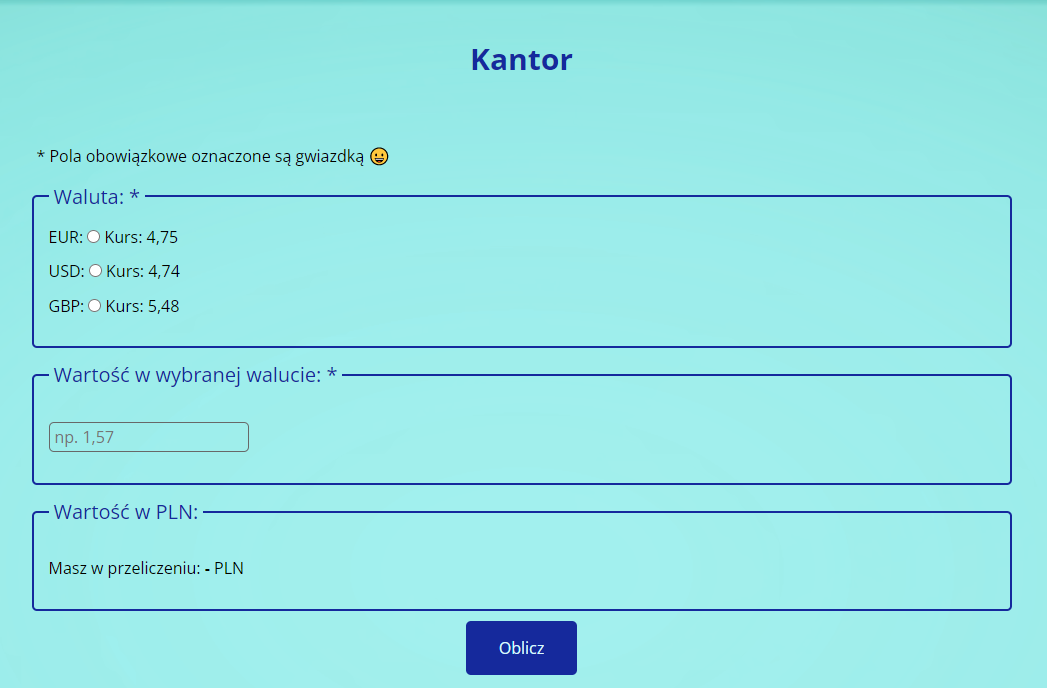 Kantor
* Pola obowiązkowe oznaczone są gwiazdką 😀
Waluta: *
EUR: Kurs: 4,75
USD: Kurs: 4,74
GBP: Kurs: 5,48
Wartość w wybranej walucie: *
np. 1,57
Wartość w PLN:
Masz w przeliczeniu: - PLN
Oblicz